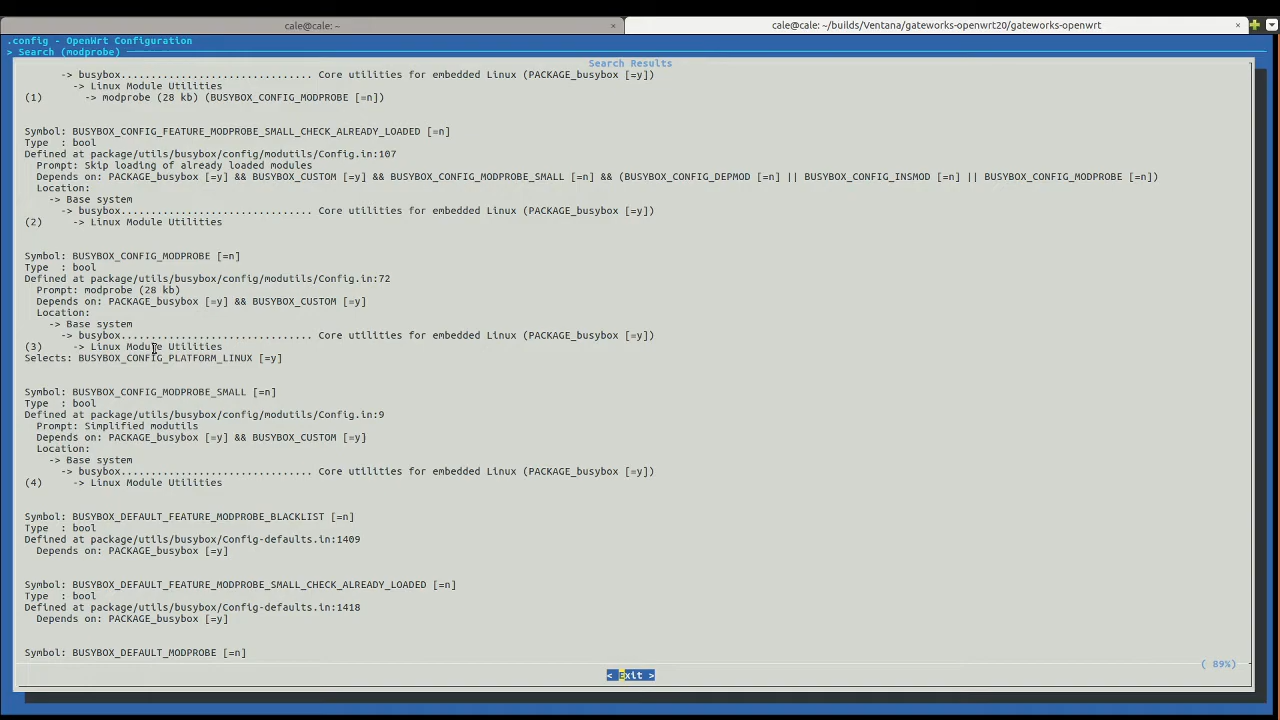 cale@cale: ~
cale@cale: ~/builds/Ventana/gateworks-openwrt20/gateworks-openwrt
.config - OpenWrt Configuration
> Search (modprobe)
Search Results
-> busybox................................ Core utilities for embedded Linux (PACKAGE_busybox [=y])
-> Linux Module Utilities
(1) -> modprobe (28 kb) (BUSYBOX_CONFIG_MODPROBE [=n])
Symbol: BUSYBOX_CONFIG_FEATURE_MODPROBE_SMALL_CHECK_ALREADY_LOADED [=n]
Type : bool
Defined at package/utils/busybox/config/modutils/Config.in:107
Prompt: Skip loading of already loaded modules
Depends on: PACKAGE_busybox [=y] && BUSYBOX_CUSTOM [=y] && BUSYBOX_CONFIG_MODPROBE_SMALL [=n] && (BUSYBOX_CONFIG_DEPMOD [=n] || BUSYBOX_CONFIG_INSMOD [=n] || BUSYBOX_CONFIG_MODPROBE [=n])
Location:
-> Base system
-> busybox................................ Core utilities for embedded Linux (PACKAGE_busybox [=y])
(2) -> Linux Module Utilities
Symbol: BUSYBOX_CONFIG_MODPROBE [=n]
Type : bool
Defined at package/utils/busybox/config/modutils/Config.in:72
Prompt: modprobe (28 kb)
Depends on: PACKAGE_busybox [=y] && BUSYBOX_CUSTOM [=y]
Location:
-> Base system
-> busybox................................ Core utilities for embedded Linux (PACKAGE_busybox [=y])
(3) -> Linux Module Utilities
Selects: BUSYBOX_CONFIG_PLATFORM_LINUX [=y]
Symbol: BUSYBOX_CONFIG_MODPROBE_SMALL [=n]
Type : bool
Defined at package/utils/busybox/config/modutils/Config.in:9
Prompt: Simplified modutils
Depends on: PACKAGE_busybox [=y] && BUSYBOX_CUSTOM [=y]
Location:
-> Base system
-> busybox................................ Core utilities for embedded Linux (PACKAGE_busybox [=y])
(4) -> Linux Module Utilities
Symbol: BUSYBOX_DEFAULT_FEATURE_MODPROBE_BLACKLIST [=n]
Type : bool
Defined at package/utils/busybox/Config-defaults.in:1409
Depends on: PACKAGE_busybox [=y]
Symbol: BUSYBOX_DEFAULT_FEATURE_MODPROBE_SMALL_CHECK_ALREADY_LOADED [=n]
Type : bool
Defined at package/utils/busybox/Config-defaults.in:1418
Depends on: PACKAGE_busybox [=y]
Symbol: BUSYBOX_DEFAULT_MODPROBE [=n]
( 89%)
< Exit >